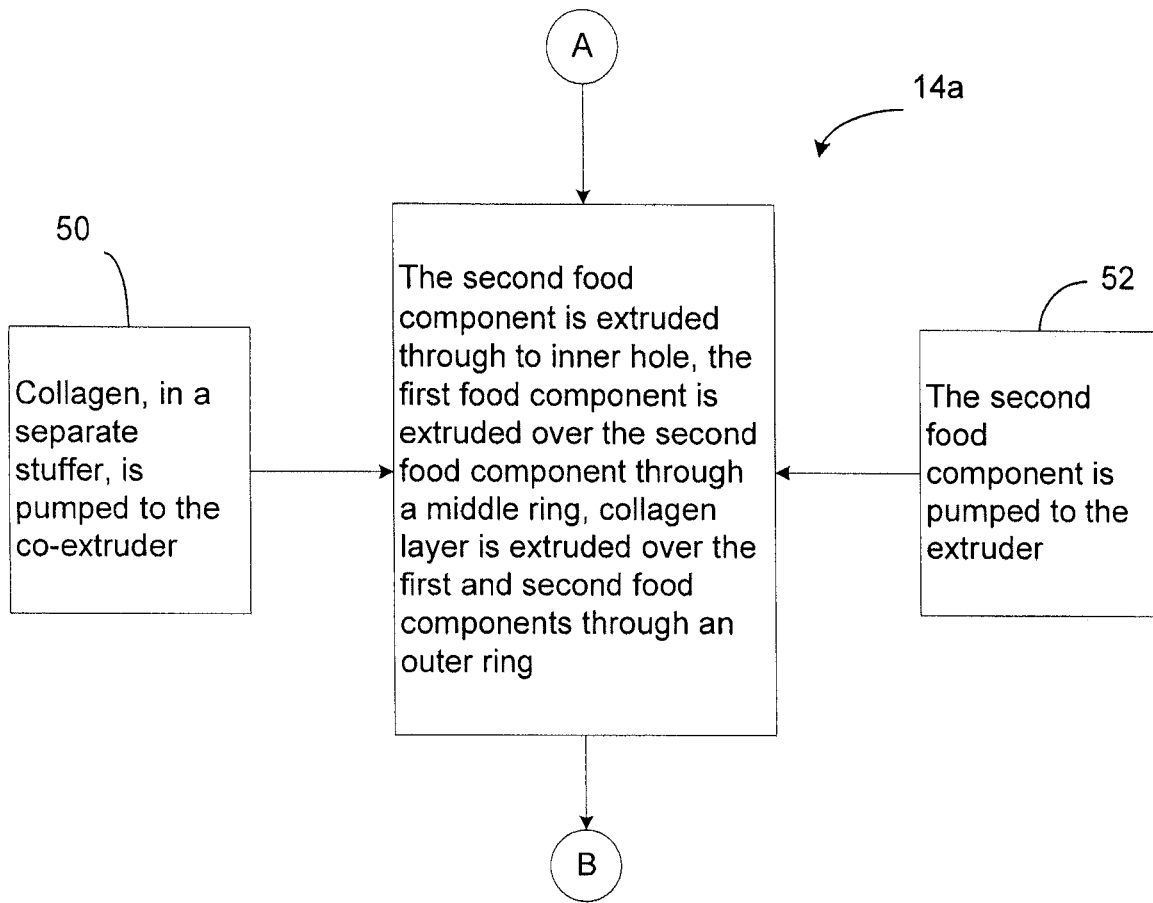 A
14a
50
Collagen, in a
separate
stuffer, is
pumped to the
co-extruder
The second food
component is extruded
through to inner hole, the
first food component is
extruded over the second
food component through
a middle ring, collagen
layer is extruded over the
first and second food
components through an
outer ring
52
The second
food
component is
pumped to the
extruder
B